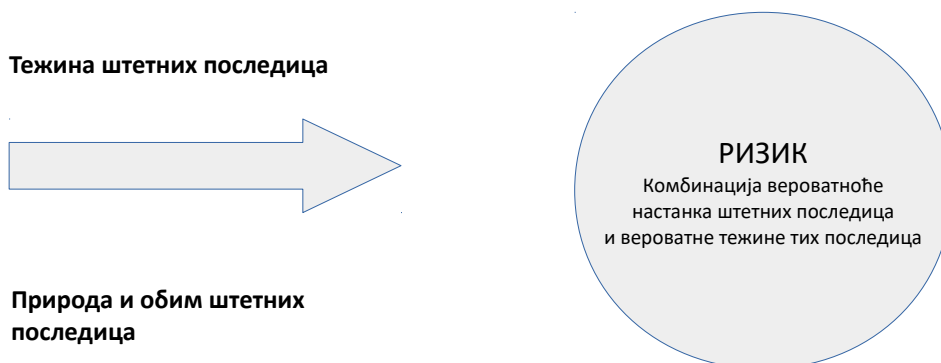 Тежина штетних последица
РИЗИК
Комбинација вероватноће
настанка штетних последица
и вероватне тежине тих последица
Природа и обим штетних
последица